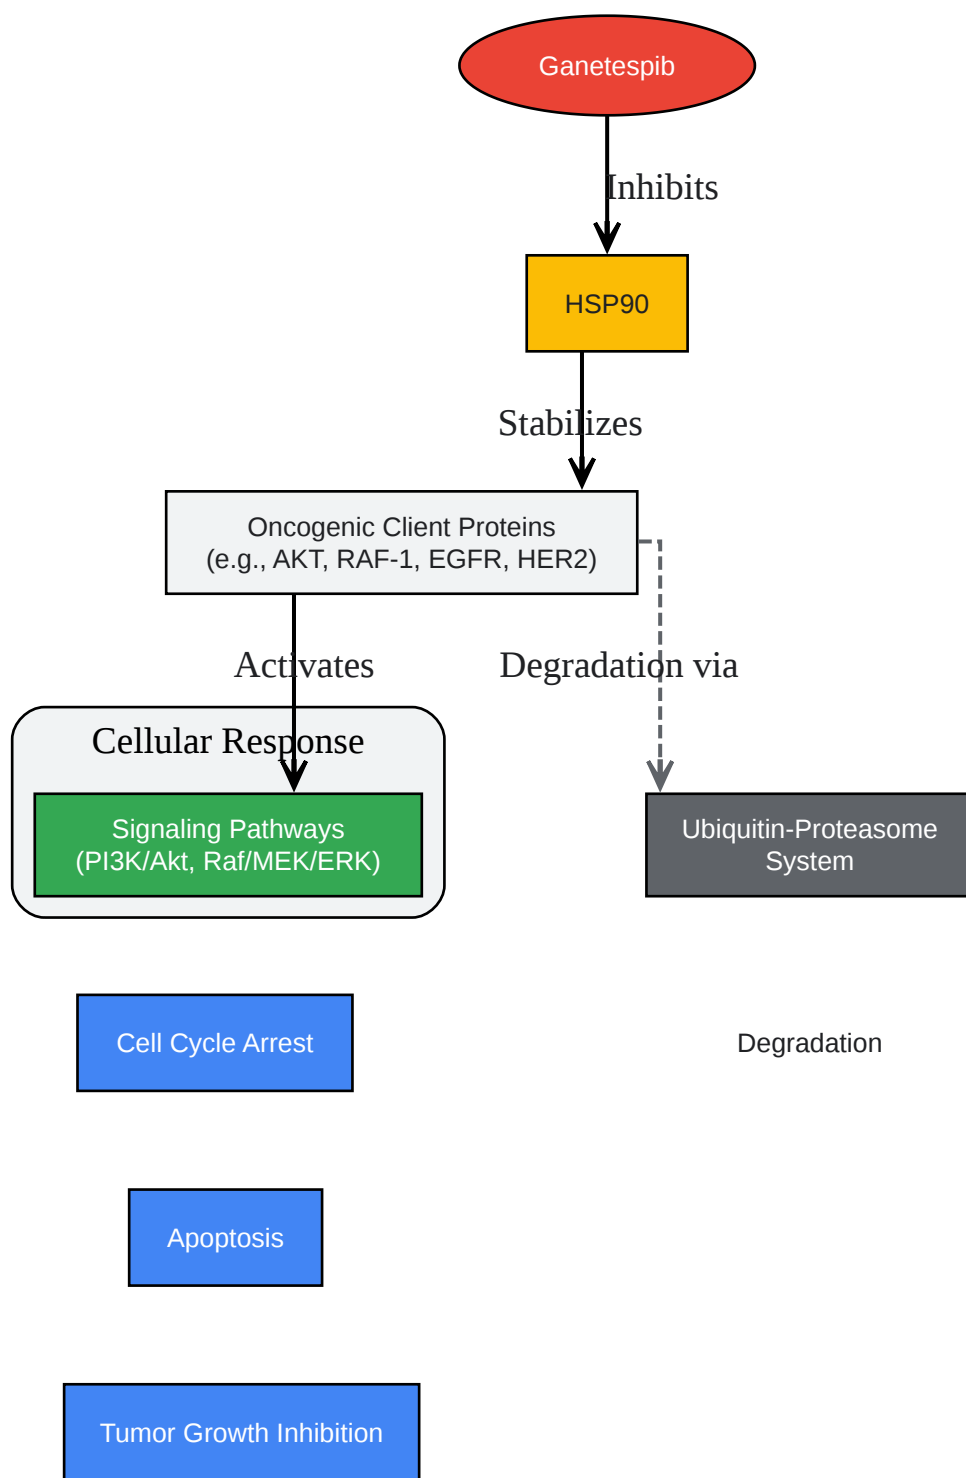 Ganetespib
Inhibits
HSP90
Stabilizes
Oncogenic Client Proteins
(e.g., AKT, RAF-1, EGFR, HER2)
Activates
Degradation via
Cellular Response
Signaling Pathways
(PI3K/Akt, Raf/MEK/ERK)
Ubiquitin-Proteasome
System
Cell Cycle Arrest
Degradation
Apoptosis
Tumor Growth Inhibition